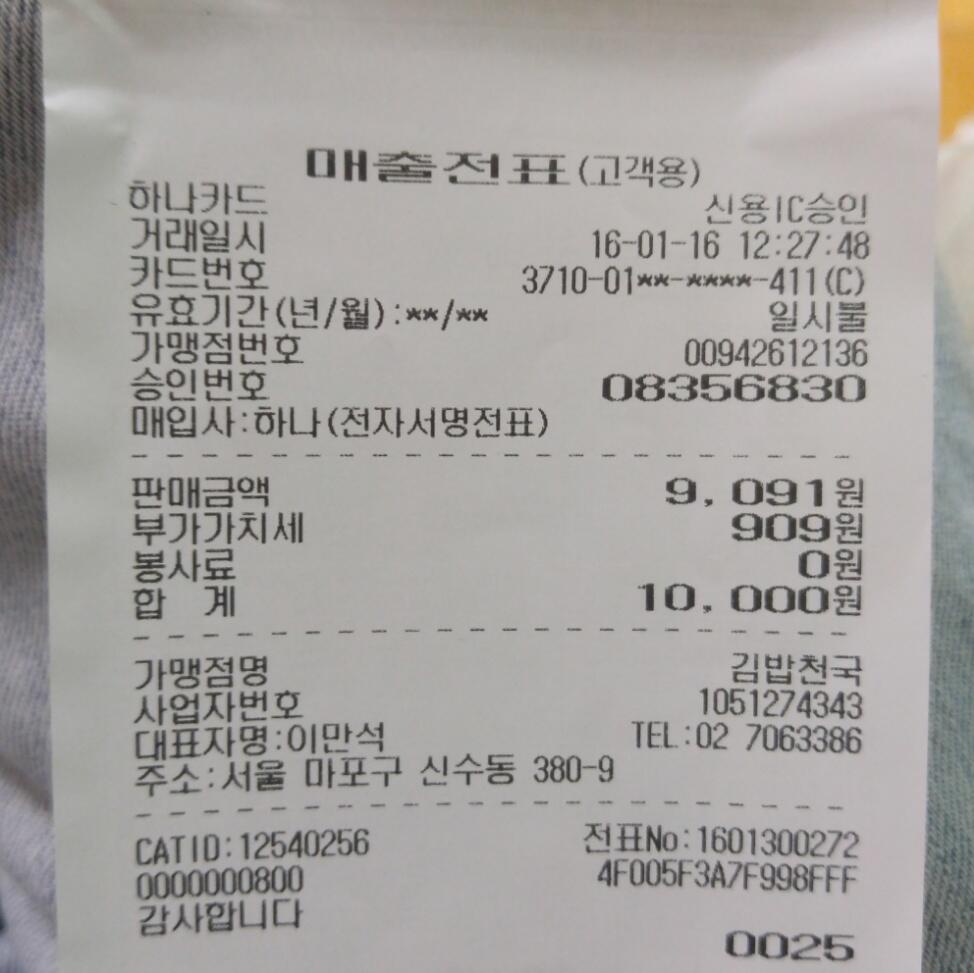 매출전표(고객용)
하나카드 신용IC승인
거래일시 16-01-16 12:27:48
카드번호 3710-01**-****-411(C)
유효기간(년/월):**/** 일시불
가맹점번호 00942612136
승인번호 08356830
매입사:하나(전자서명전표)
판매금액 9,091원
부가가치세 909원
봉사료 0원
합 계 10,000원
가맹점명 김밥천국
사업자번호 1051274343
대표자명:이만석 TEL:02 7063386
주소:서울 마포구 신수동 380-9
CATID:12540256 전표No:1601300272
0000000800 4F005F3A7F998FFF
감사합니다
0025